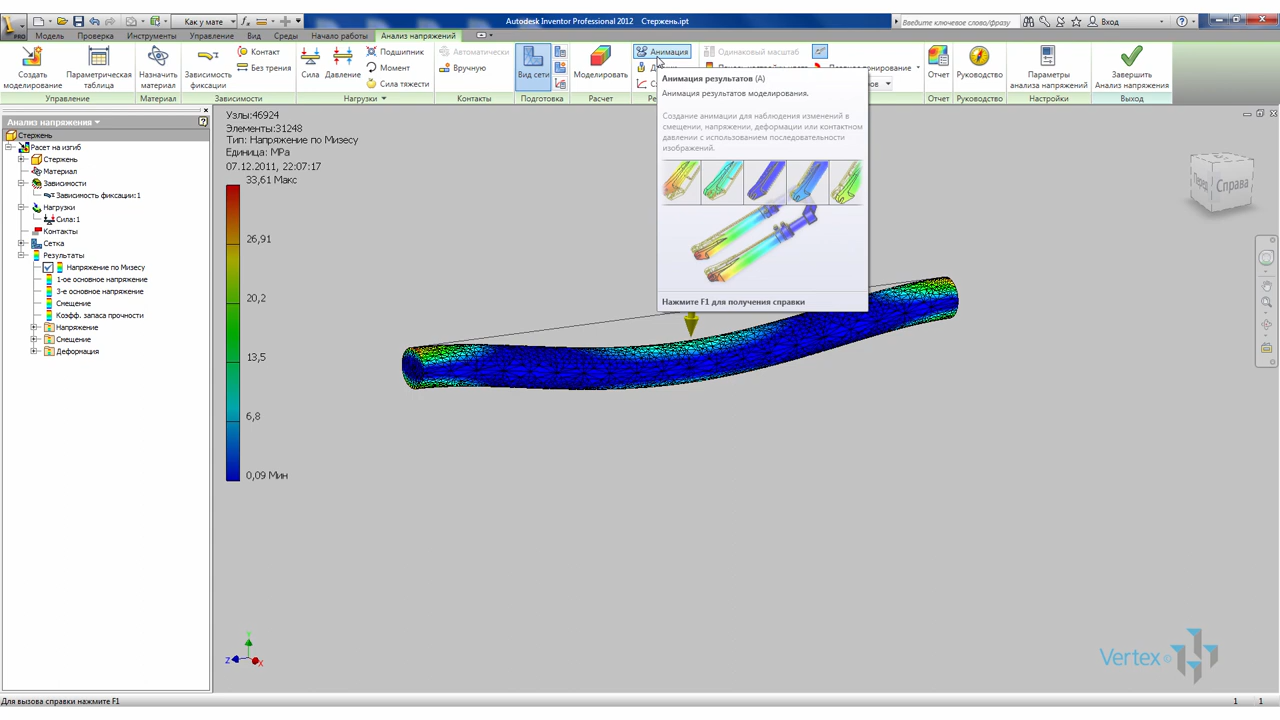 PRO
Как у мате
Autodesk Inventor Professional 2012 Стержень.ipt
Введите ключевое слово/фразу
Вход
Модель Проверка Инструменты Управление Вид Среды Начало работы Анализ напряжений
Создать моделирование
Параметрическая таблица
Управление
Назначить материал
Материал
Зависимость фиксации
Контакт
Без трения
Зависимости
Сила
Давление
Подшипник
Момент
Сила тяжести
Нагрузки
Автоматически
Вручную
Контакты
Вид сети
Подготовка
Моделировать
Расчет
Анимация
Одинаковый масштаб
Отчет
Отчет
Руководство
Руководство
Параметры анализа напряжений
Настройки
Завершить Анализ напряжений
Выход
Анимация результатов (A)
Анимация результатов моделирования.
Создание анимации для наблюдения изменений в
смещении, напряжении, деформации или контактном
давлении с использованием последовательности
изображений.
Нажмите F1 для получения справки
Анализ напряжений
Стержень
Расет на изгиб
Стержень
Материал
Зависимости
Зависимость фиксации:1
Нагрузки
Сила:1
Контакты
Сетка
Результаты
Напряжение по Мизесу
1-ое основное напряжение
3-е основное напряжение
Смещение
Коэфф. запаса прочности
Напряжение
Смещение
Деформация
Узлы:46924
Элементы:31248
Тип: Напряжение по Мизесу
Единица: MPa
07.12.2011, 22:07:17
33,61 Макс
26,91
20,2
13,5
6,8
0,09 Мин
Перед
Справа
Y
Z
X
Vertex
Для вызова справки нажмите F1
1 1